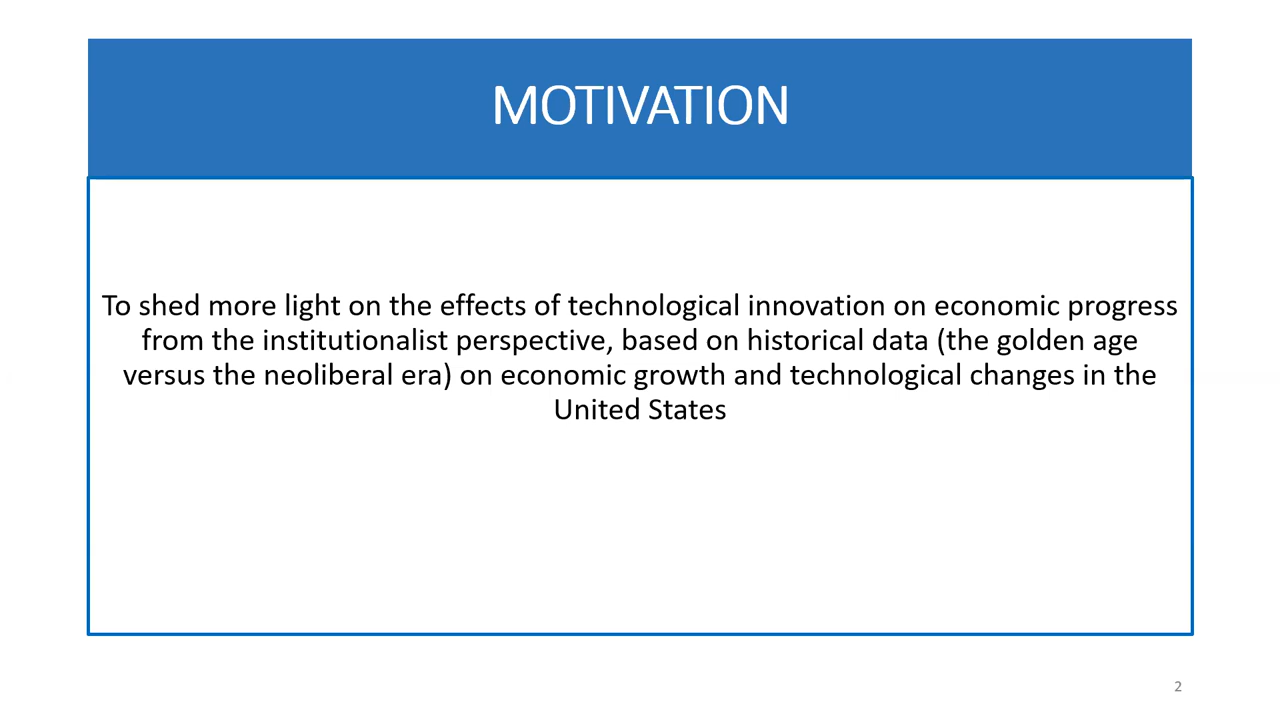 MOTIVATION
To shed more light on the effects of technological innovation on economic progress
from the institutionalist perspective, based on historical data (the golden age
versus the neoliberal era) on economic growth and technological changes in the
United States
2